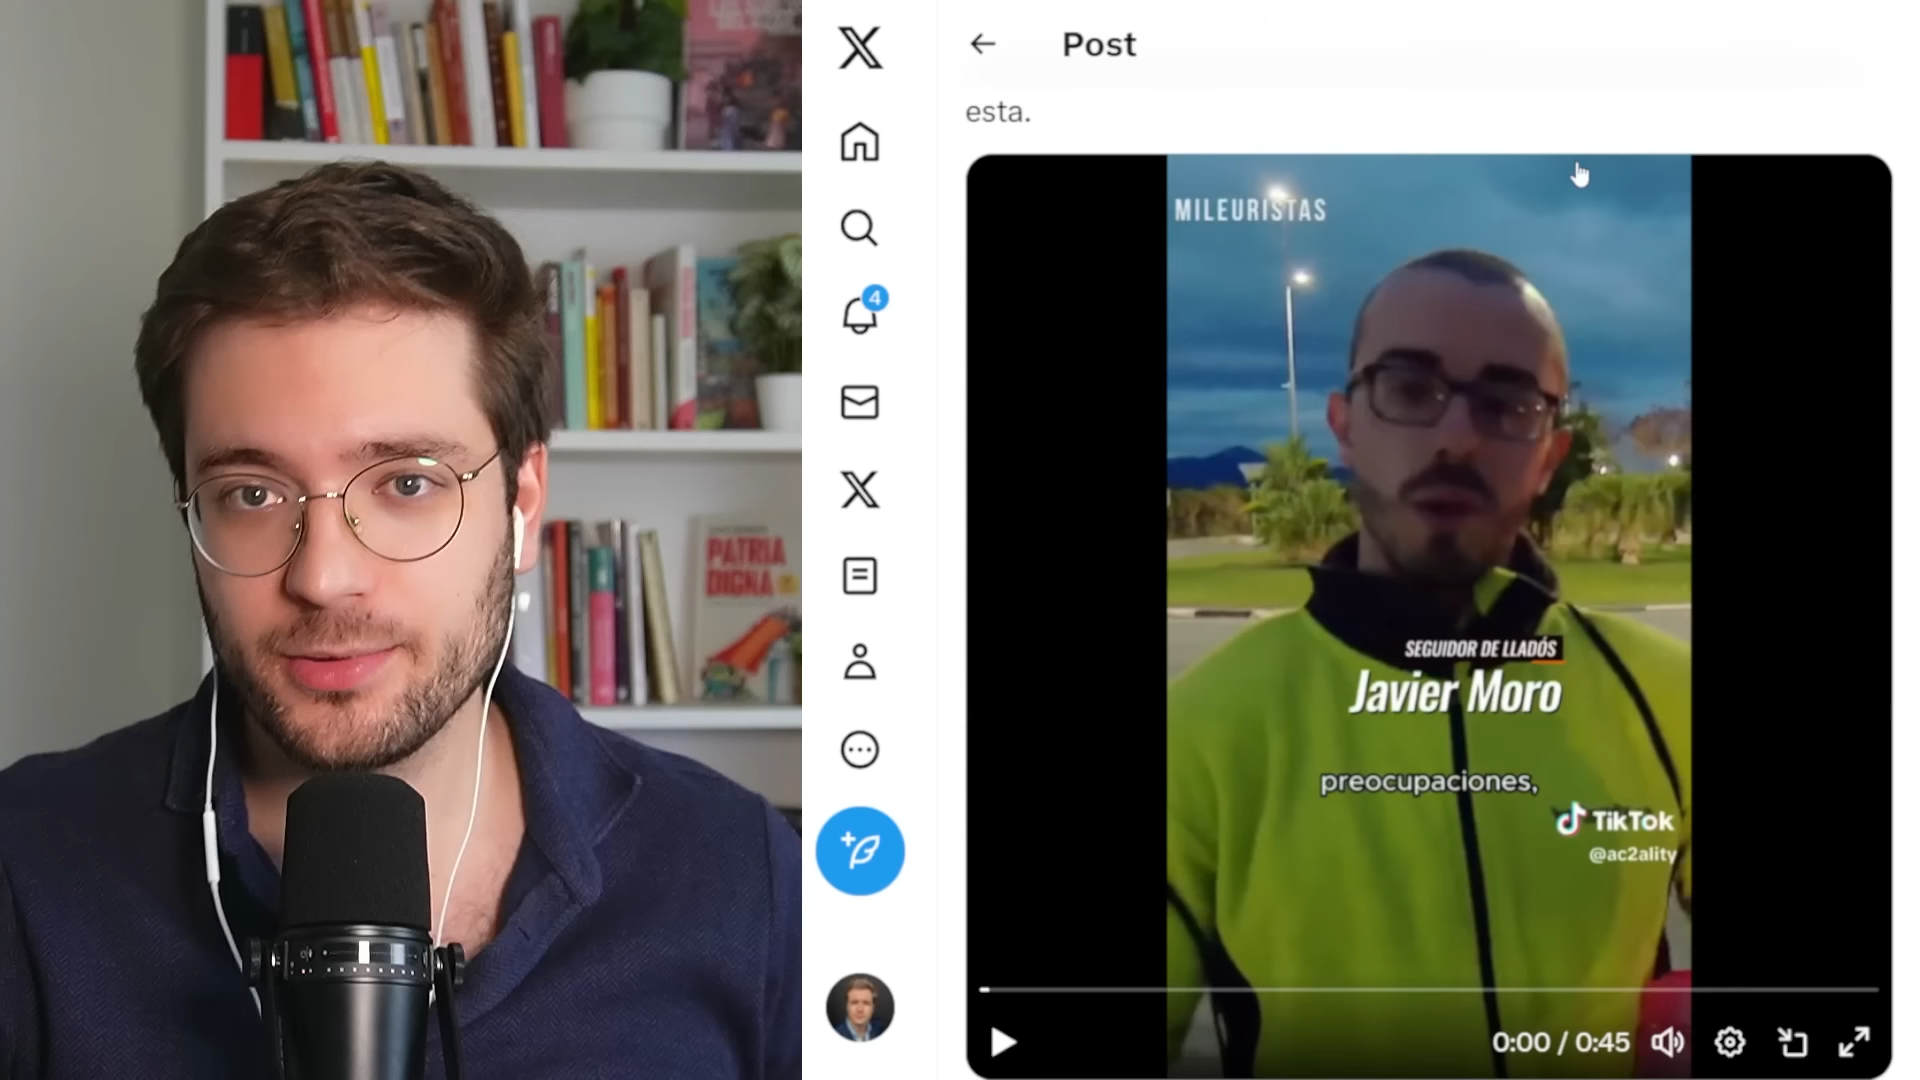 PATRIA
DIGNA
Post
esta.
4
MILEURISTAS
SEGUIDOR DE LLADÓS
Javier Moro
preocupaciones,
TikTok
@ac2ality
0:00 / 0:45